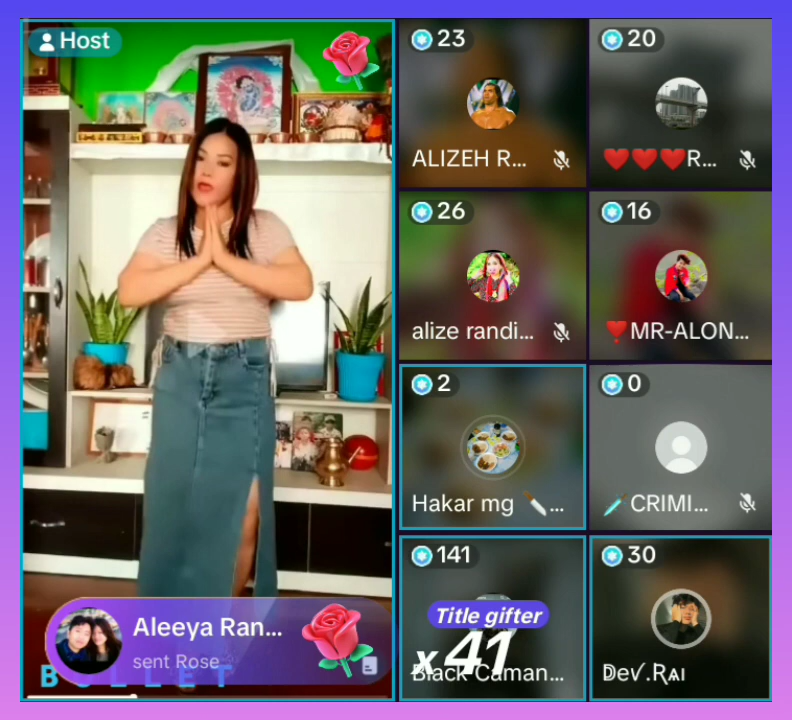 Host
23
ALIZEH R...
20
❤️❤️❤️R...
26
alize randi...
16
❤️MR-ALON...
2
Hakar mg 🔪...
0
🗡️CRIMI...
141
Title gifter
x 41
Black Caman...
30
Dev.RAI
Aleeya Ran...
sent Rose